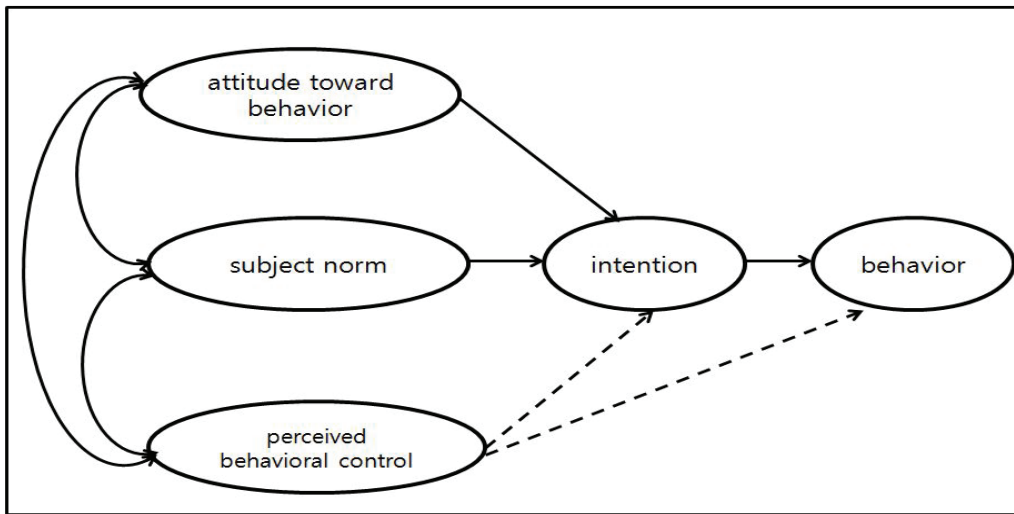 attitude toward
behavior
subject norm
intention
behavior
perceived
behavioral control